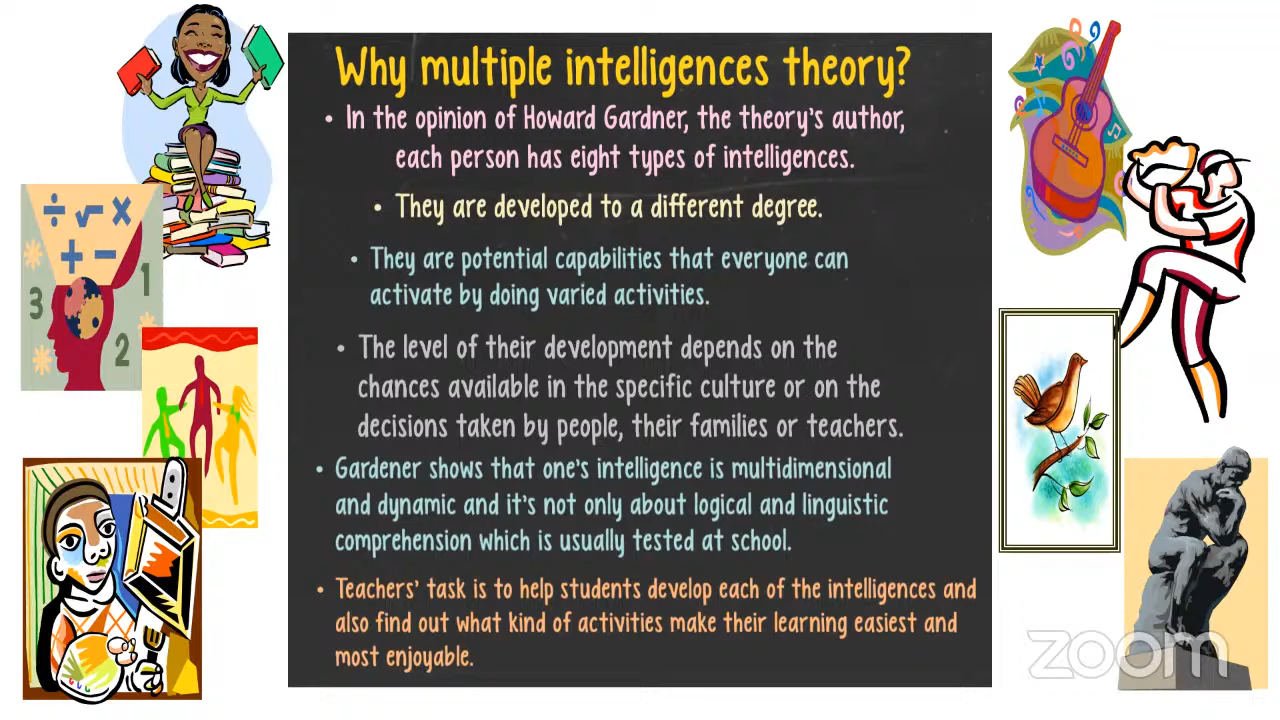 Why multiple intelligences theory?
• In the opinion of Howard Gardner, the theory's author,
each person has eight types of intelligences.
• They are developed to a different degree.
• They are potential capabilities that everyone can
activate by doing varied activities.
• The level of their development depends on the
chances available in the specific culture or on the
decisions taken by people, their families or teachers.
• Gardener shows that one's intelligence is multidimensional
and dynamic and it's not only about logical and linguistic
comprehension which is usually tested at school.
• Teachers' task is to help students develop each of the intelligences and
also find out what kind of activities make their learning easiest and
most enjoyable.
÷ √ ×
+ −
3
1
2
zoom